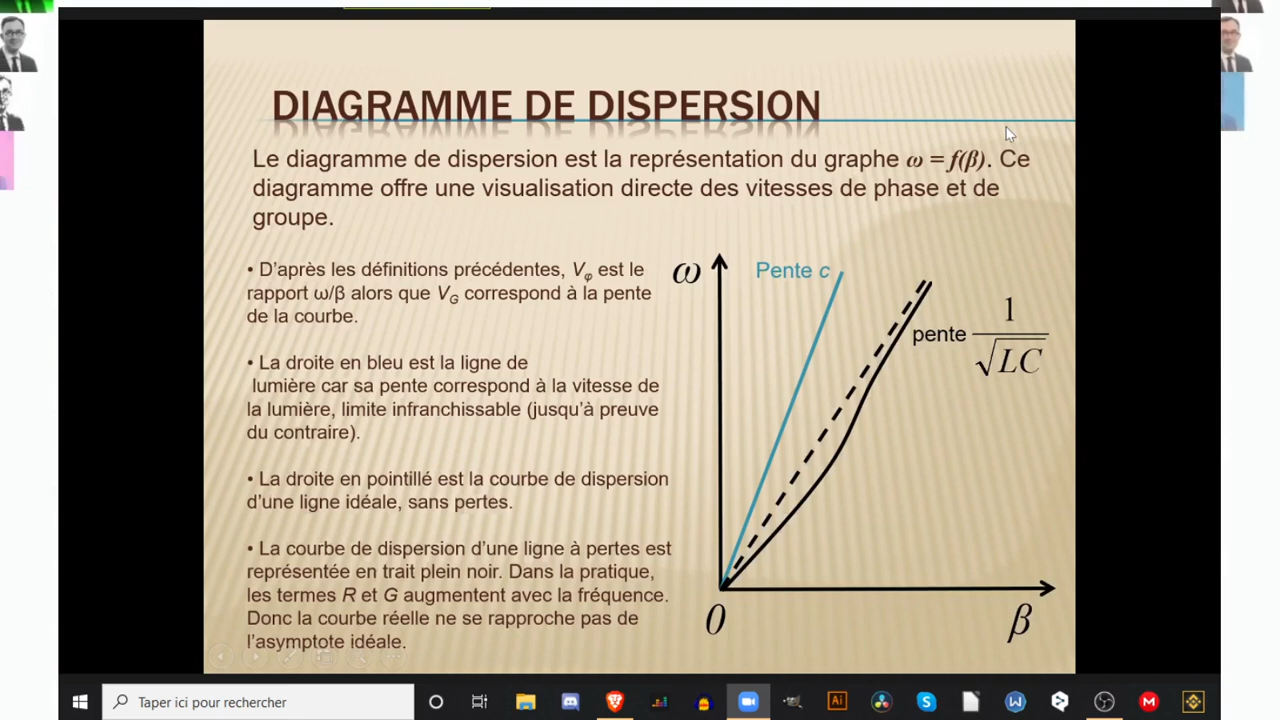 DIAGRAMME DE DISPERSION
Le diagramme de dispersion est la représentation du graphe ω = f(β). Ce
diagramme offre une visualisation directe des vitesses de phase et de
groupe.
• D'après les définitions précédentes, Vφ est le
rapport ω/β alors que VG correspond à la pente
de la courbe.
• La droite en bleu est la ligne de
lumière car sa pente correspond à la vitesse de
la lumière, limite infranchissable (jusqu'à preuve
du contraire).
• La droite en pointillé est la courbe de dispersion
d'une ligne idéale, sans pertes.
• La courbe de dispersion d'une ligne à pertes est
représentée en trait plein noir. Dans la pratique,
les termes R et G augmentent avec la fréquence.
Donc la courbe réelle ne se rapproche pas de
l'asymptote idéale.
ω
Pente c
pente 1/√LC
0
β
Taper ici pour rechercher
Ai